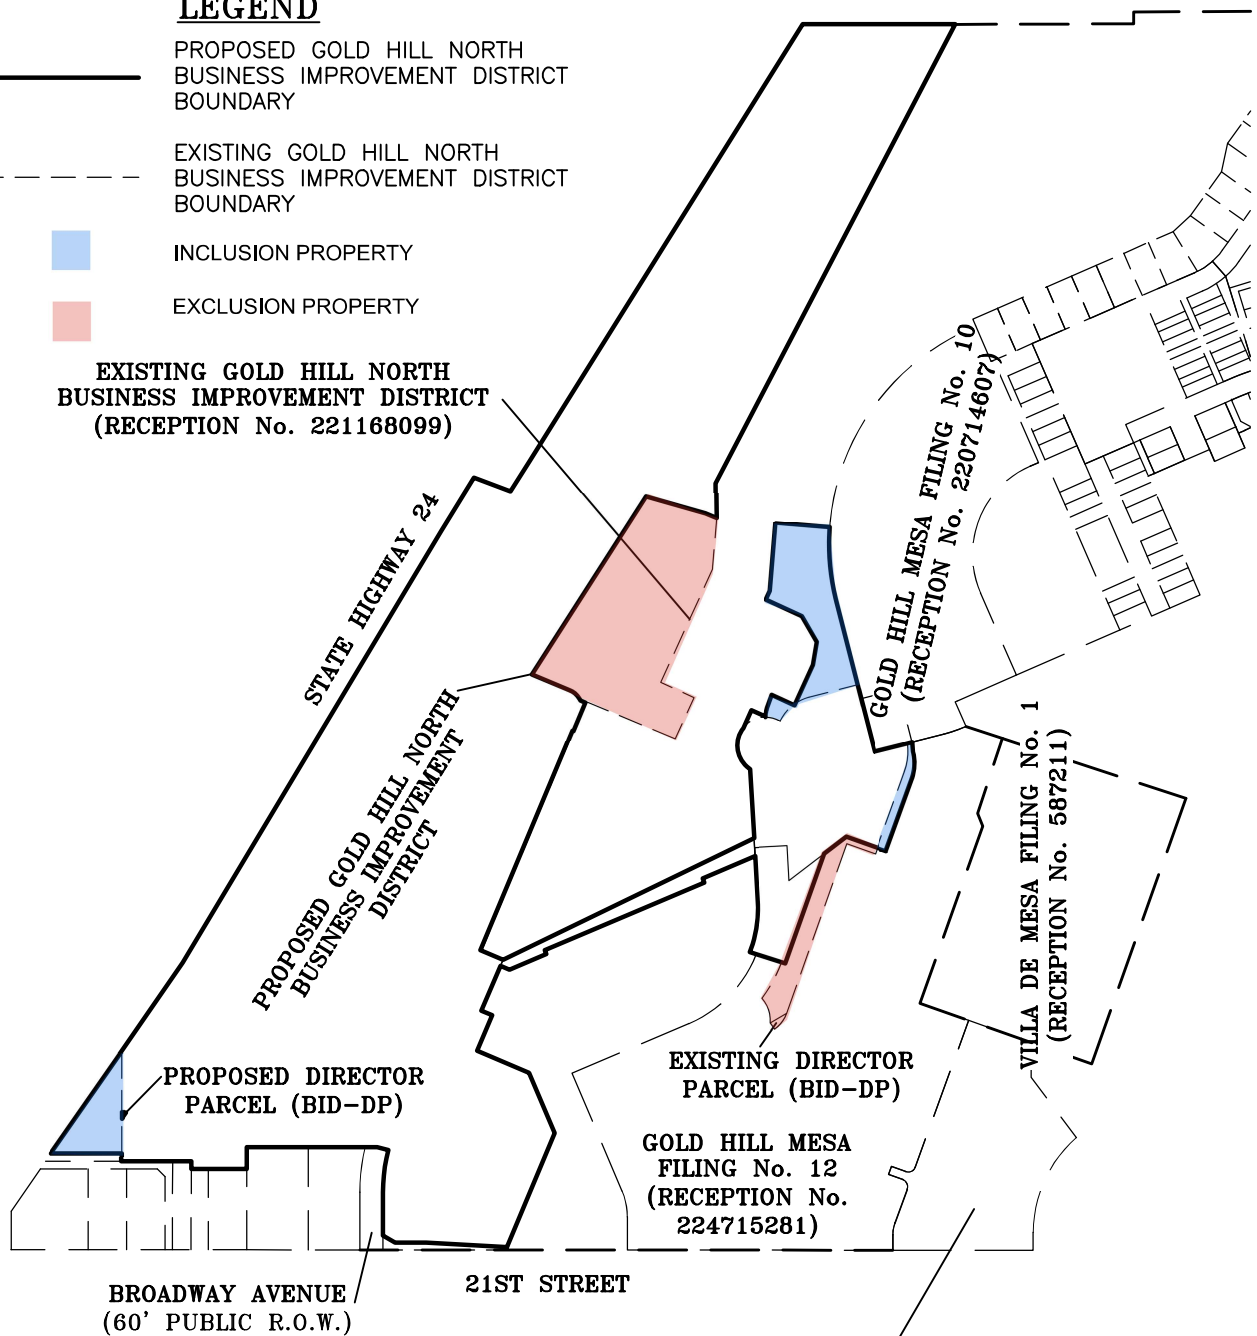 LEGEND
PROPOSED GOLD HILL NORTH
BUSINESS IMPROVEMENT DISTRICT
BOUNDARY
EXISTING GOLD HILL NORTH
BUSINESS IMPROVEMENT DISTRICT
BOUNDARY
INCLUSION PROPERTY
EXCLUSION PROPERTY
EXISTING GOLD HILL NORTH
BUSINESS IMPROVEMENT DISTRICT
(RECEPTION No. 221168099)
STATE HIGHWAY 24
GOLD HILL MESA FILING No. 10
(RECEPTION No. 220714607)
PROPOSED GOLD HILL NORTH
BUSINESS IMPROVEMENT
DISTRICT
VILLA DE MESA FILING No. 1
(RECEPTION No. 587211)
PROPOSED DIRECTOR
PARCEL (BID-DP)
EXISTING DIRECTOR
PARCEL (BID-DP)
GOLD HILL MESA
FILING No. 12
(RECEPTION No.
224715281)
21ST STREET
BROADWAY AVENUE
(60' PUBLIC R.O.W.)